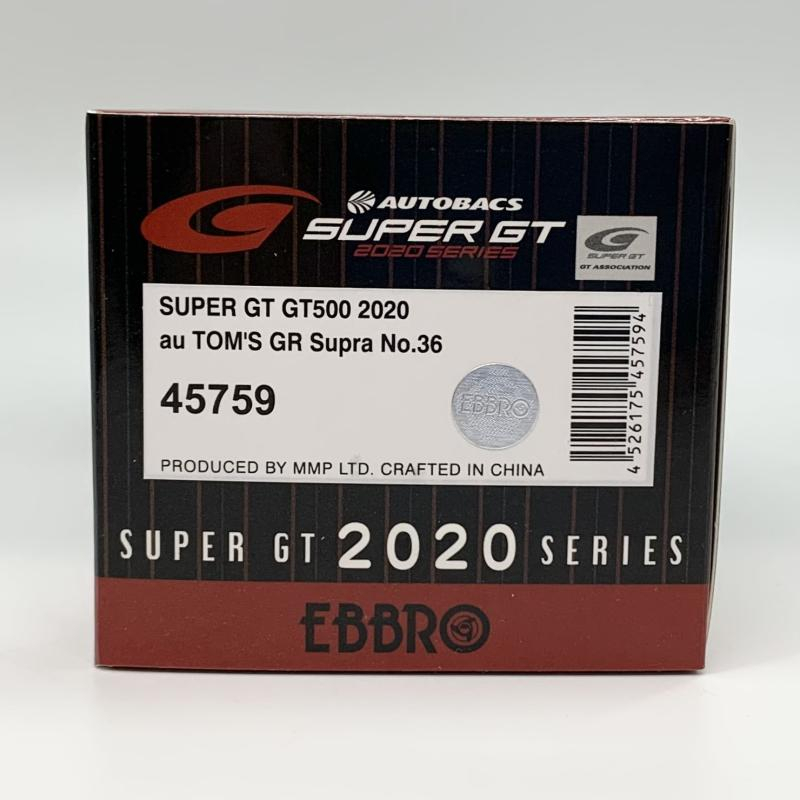 AUTOBACS
SUPER GT
2020 SERIES
SUPER GT
GT ASSOCIATION
SUPER GT GT500 2020
au TOM'S GR Supra No.36
45759
EBBRO
4 526175 457594
PRODUCED BY MMP LTD. CRAFTED IN CHINA
SUPER GT 2020 SERIES
EBBRO